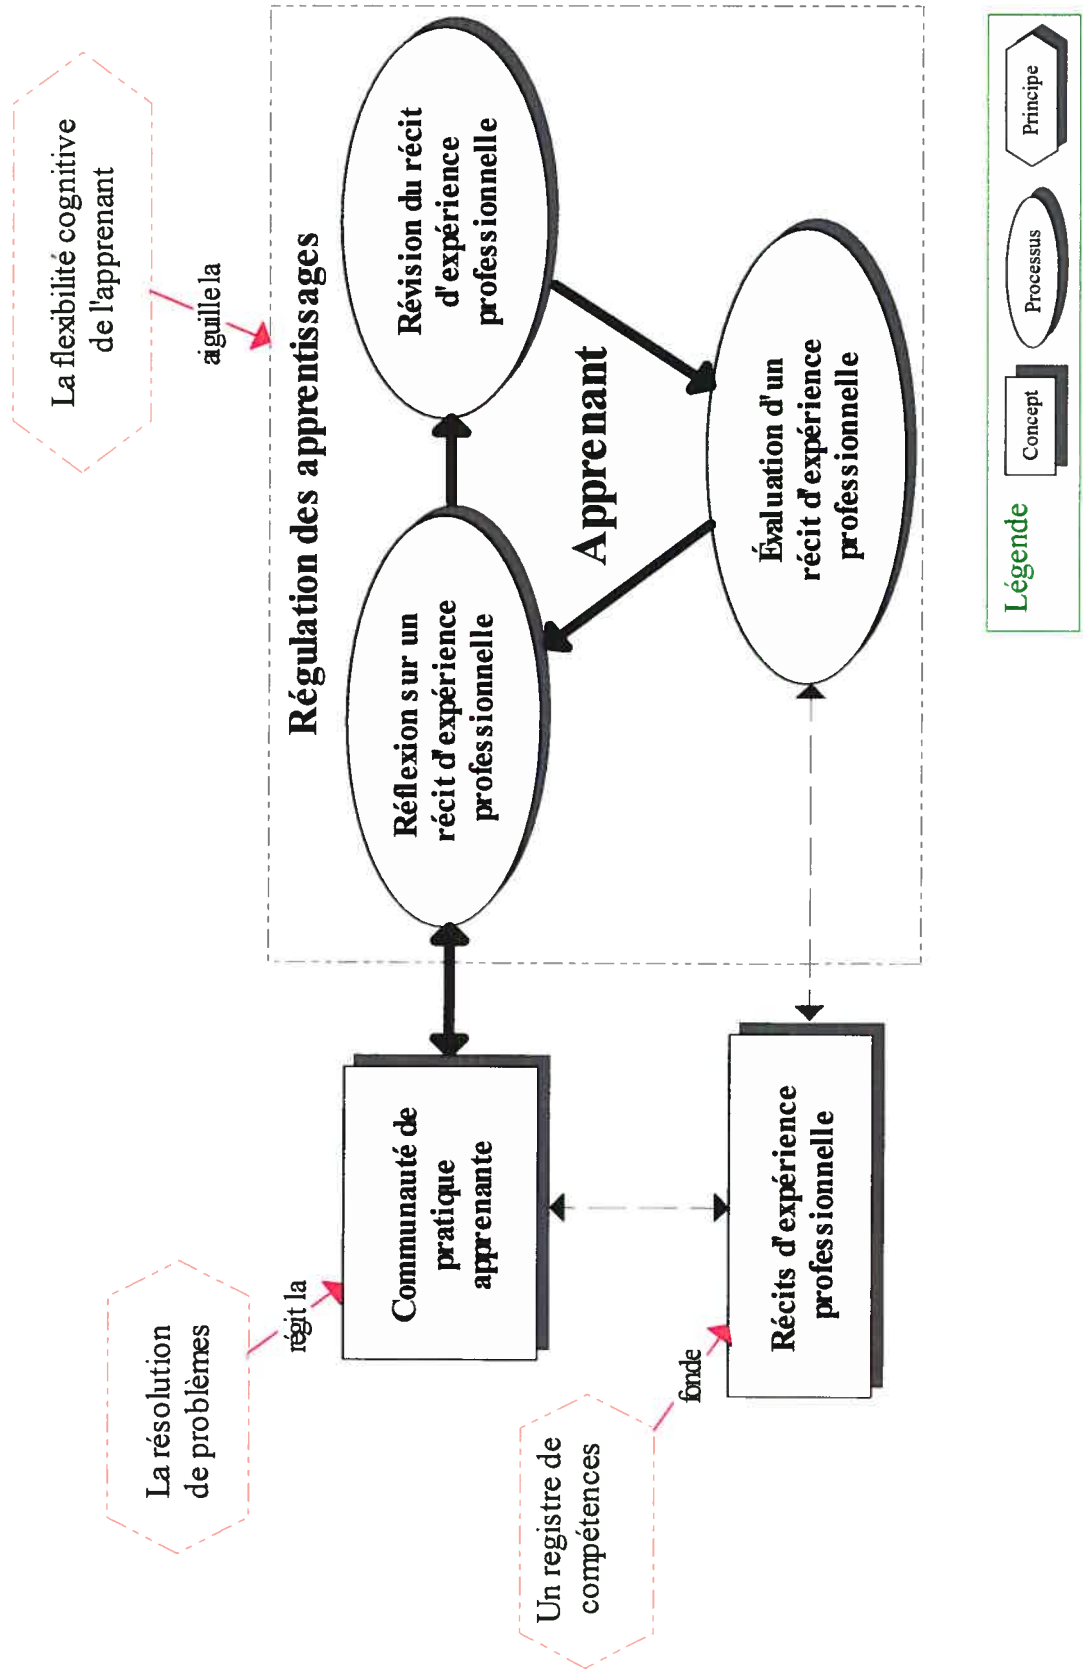 La résolution
de problèmes
régit la
La flexibilité cognitive
de l'apprenant
aiguille la
Régulation des apprentissages
Communauté de
pratique
apprenante
Réflexion sur un
récit d'expérience
professionnelle
Révision du récit
d'expérience
professionnelle
Apprenant
Un registre de
compétences
fonde
Récits d'expérience
professionnelle
Évaluation d'un
récit d'expérience
professionnelle
Légende
Concept
Processus
Principe